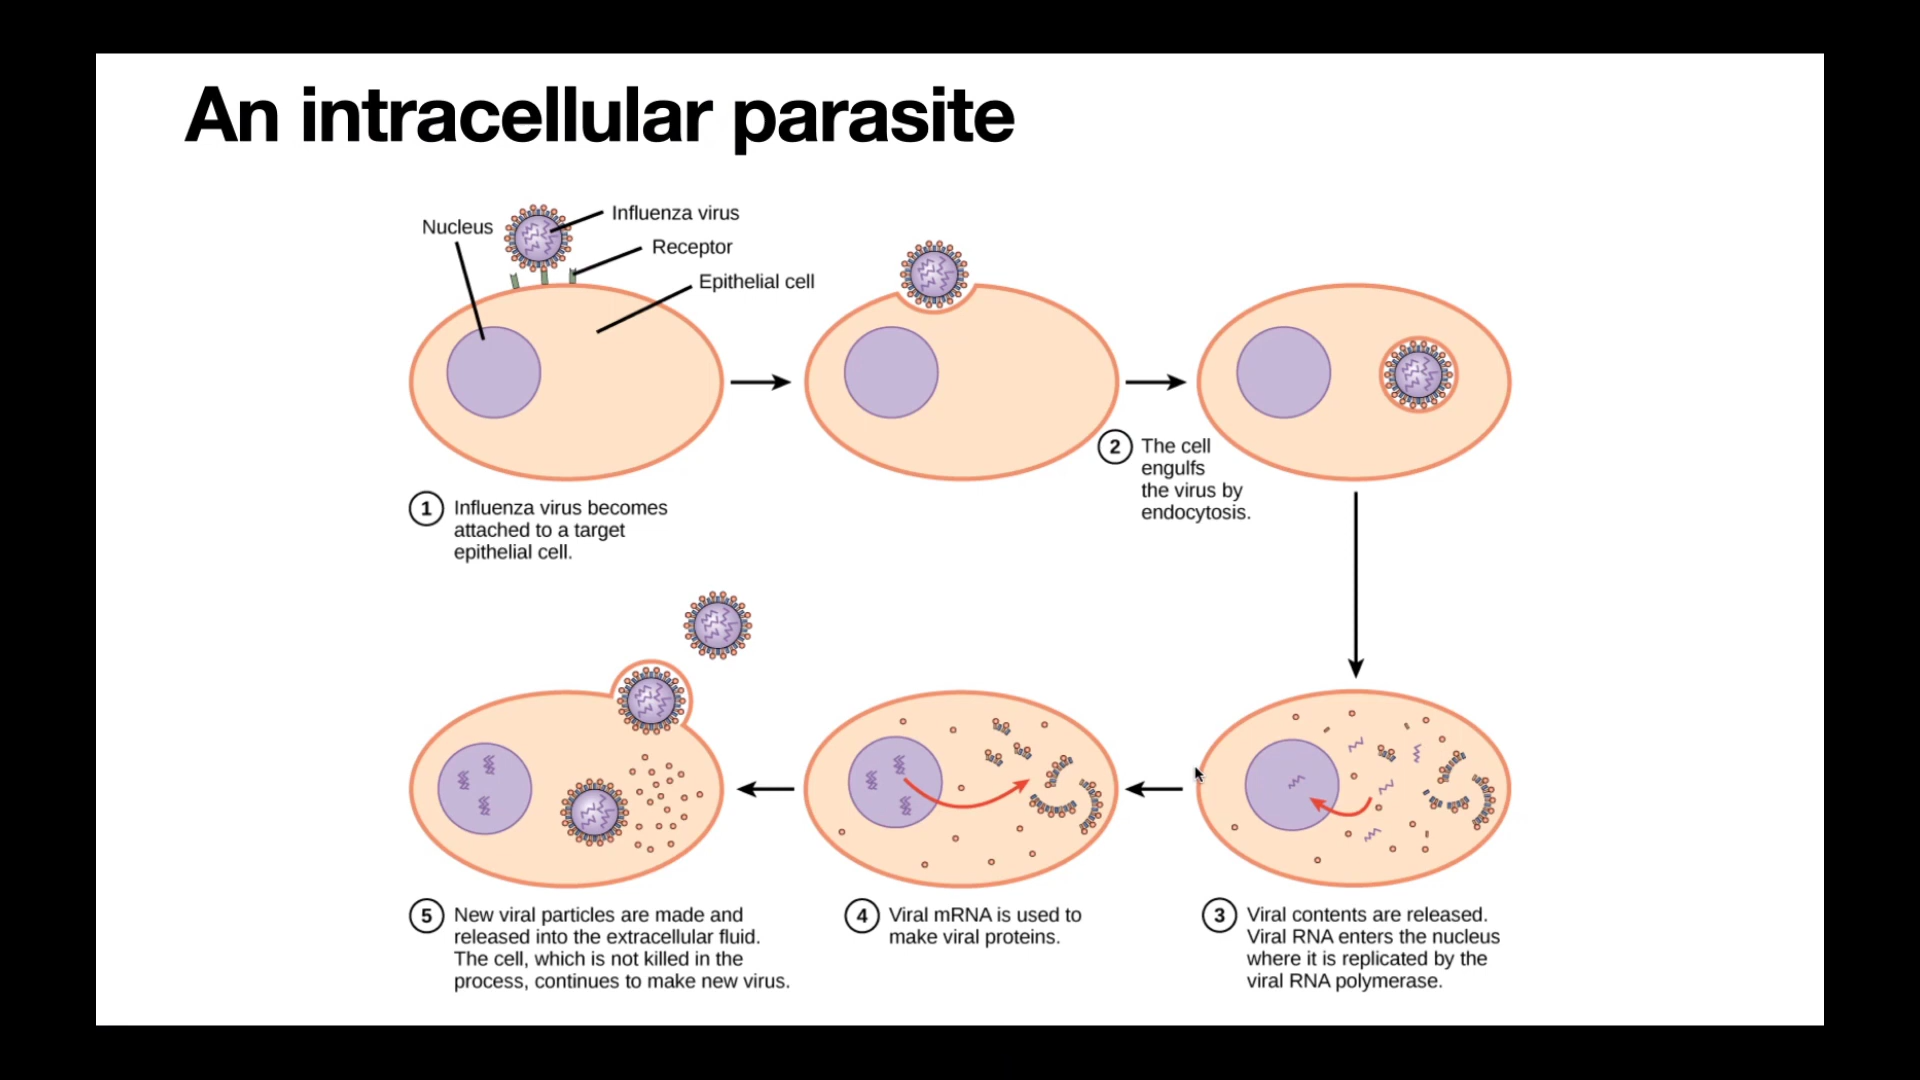 An intracellular parasite
Nucleus
Influenza virus
Receptor
Epithelial cell
1 Influenza virus becomes
attached to a target
epithelial cell.
2 The cell
engulfs
the virus by
endocytosis.
3 Viral contents are released.
Viral RNA enters the nucleus
where it is replicated by the
viral RNA polymerase.
4 Viral mRNA is used to
make viral proteins.
5 New viral particles are made and
released into the extracellular fluid.
The cell, which is not killed in the
process, continues to make new virus.